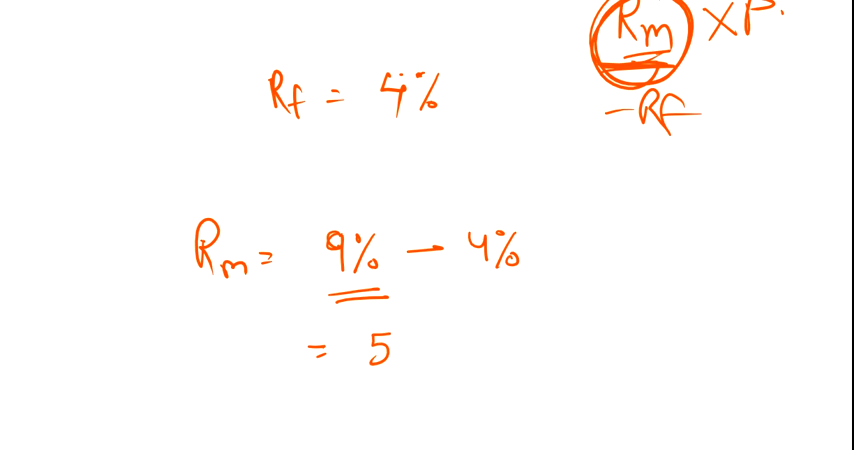 Rm × P.
- Rf
Rf = 4%
Rm = 9% - 4%
= 5